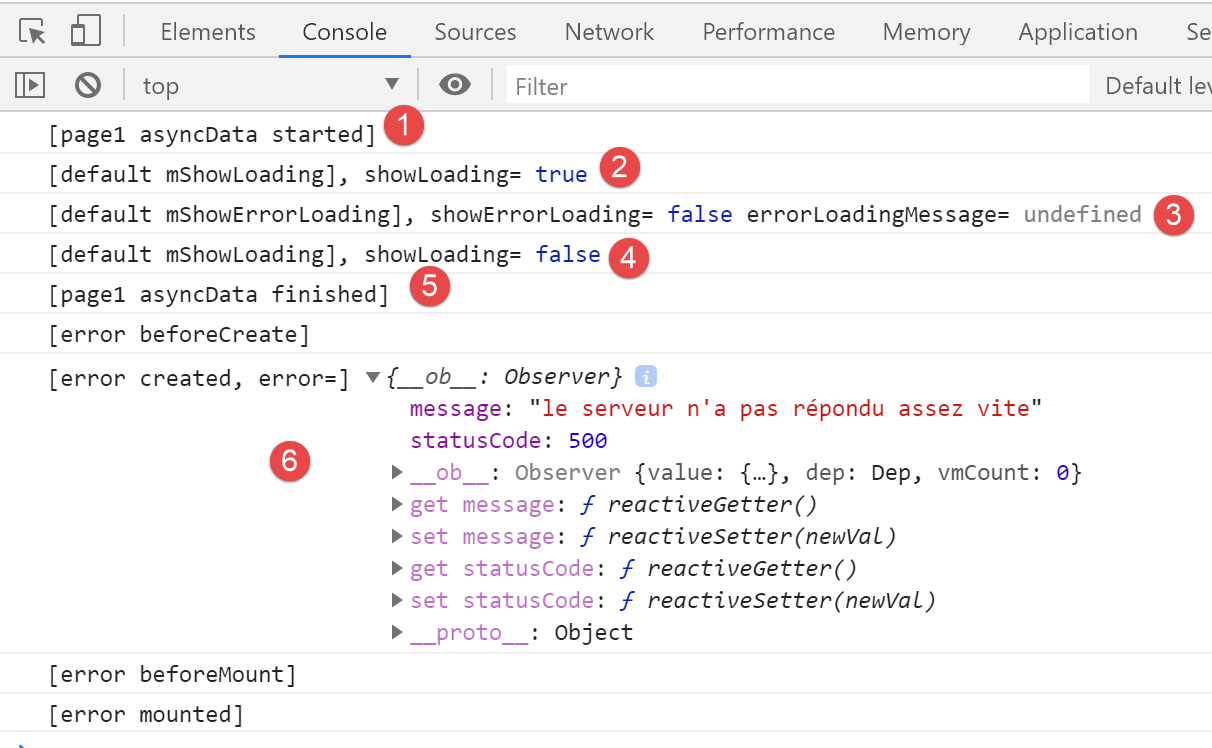 Elements Console Sources Network Performance Memory Application Se
top Filter Default lev
[page1 asyncData started] 1
[default mShowLoading], showLoading= true 2
[default mShowErrorLoading], showErrorLoading= false errorLoadingMessage= undefined 3
[default mShowLoading], showLoading= false 4
[page1 asyncData finished] 5
[error beforeCreate]
[error created, error=] {__ob__: Observer} i
message: "le serveur n'a pas répondu assez vite"
statusCode: 500
6 __ob__: Observer {value: {…}, dep: Dep, vmCount: 0}
get message: ƒ reactiveGetter()
set message: ƒ reactiveSetter(newVal)
get statusCode: ƒ reactiveGetter()
set statusCode: ƒ reactiveSetter(newVal)
__proto__: Object
[error beforeMount]
[error mounted]